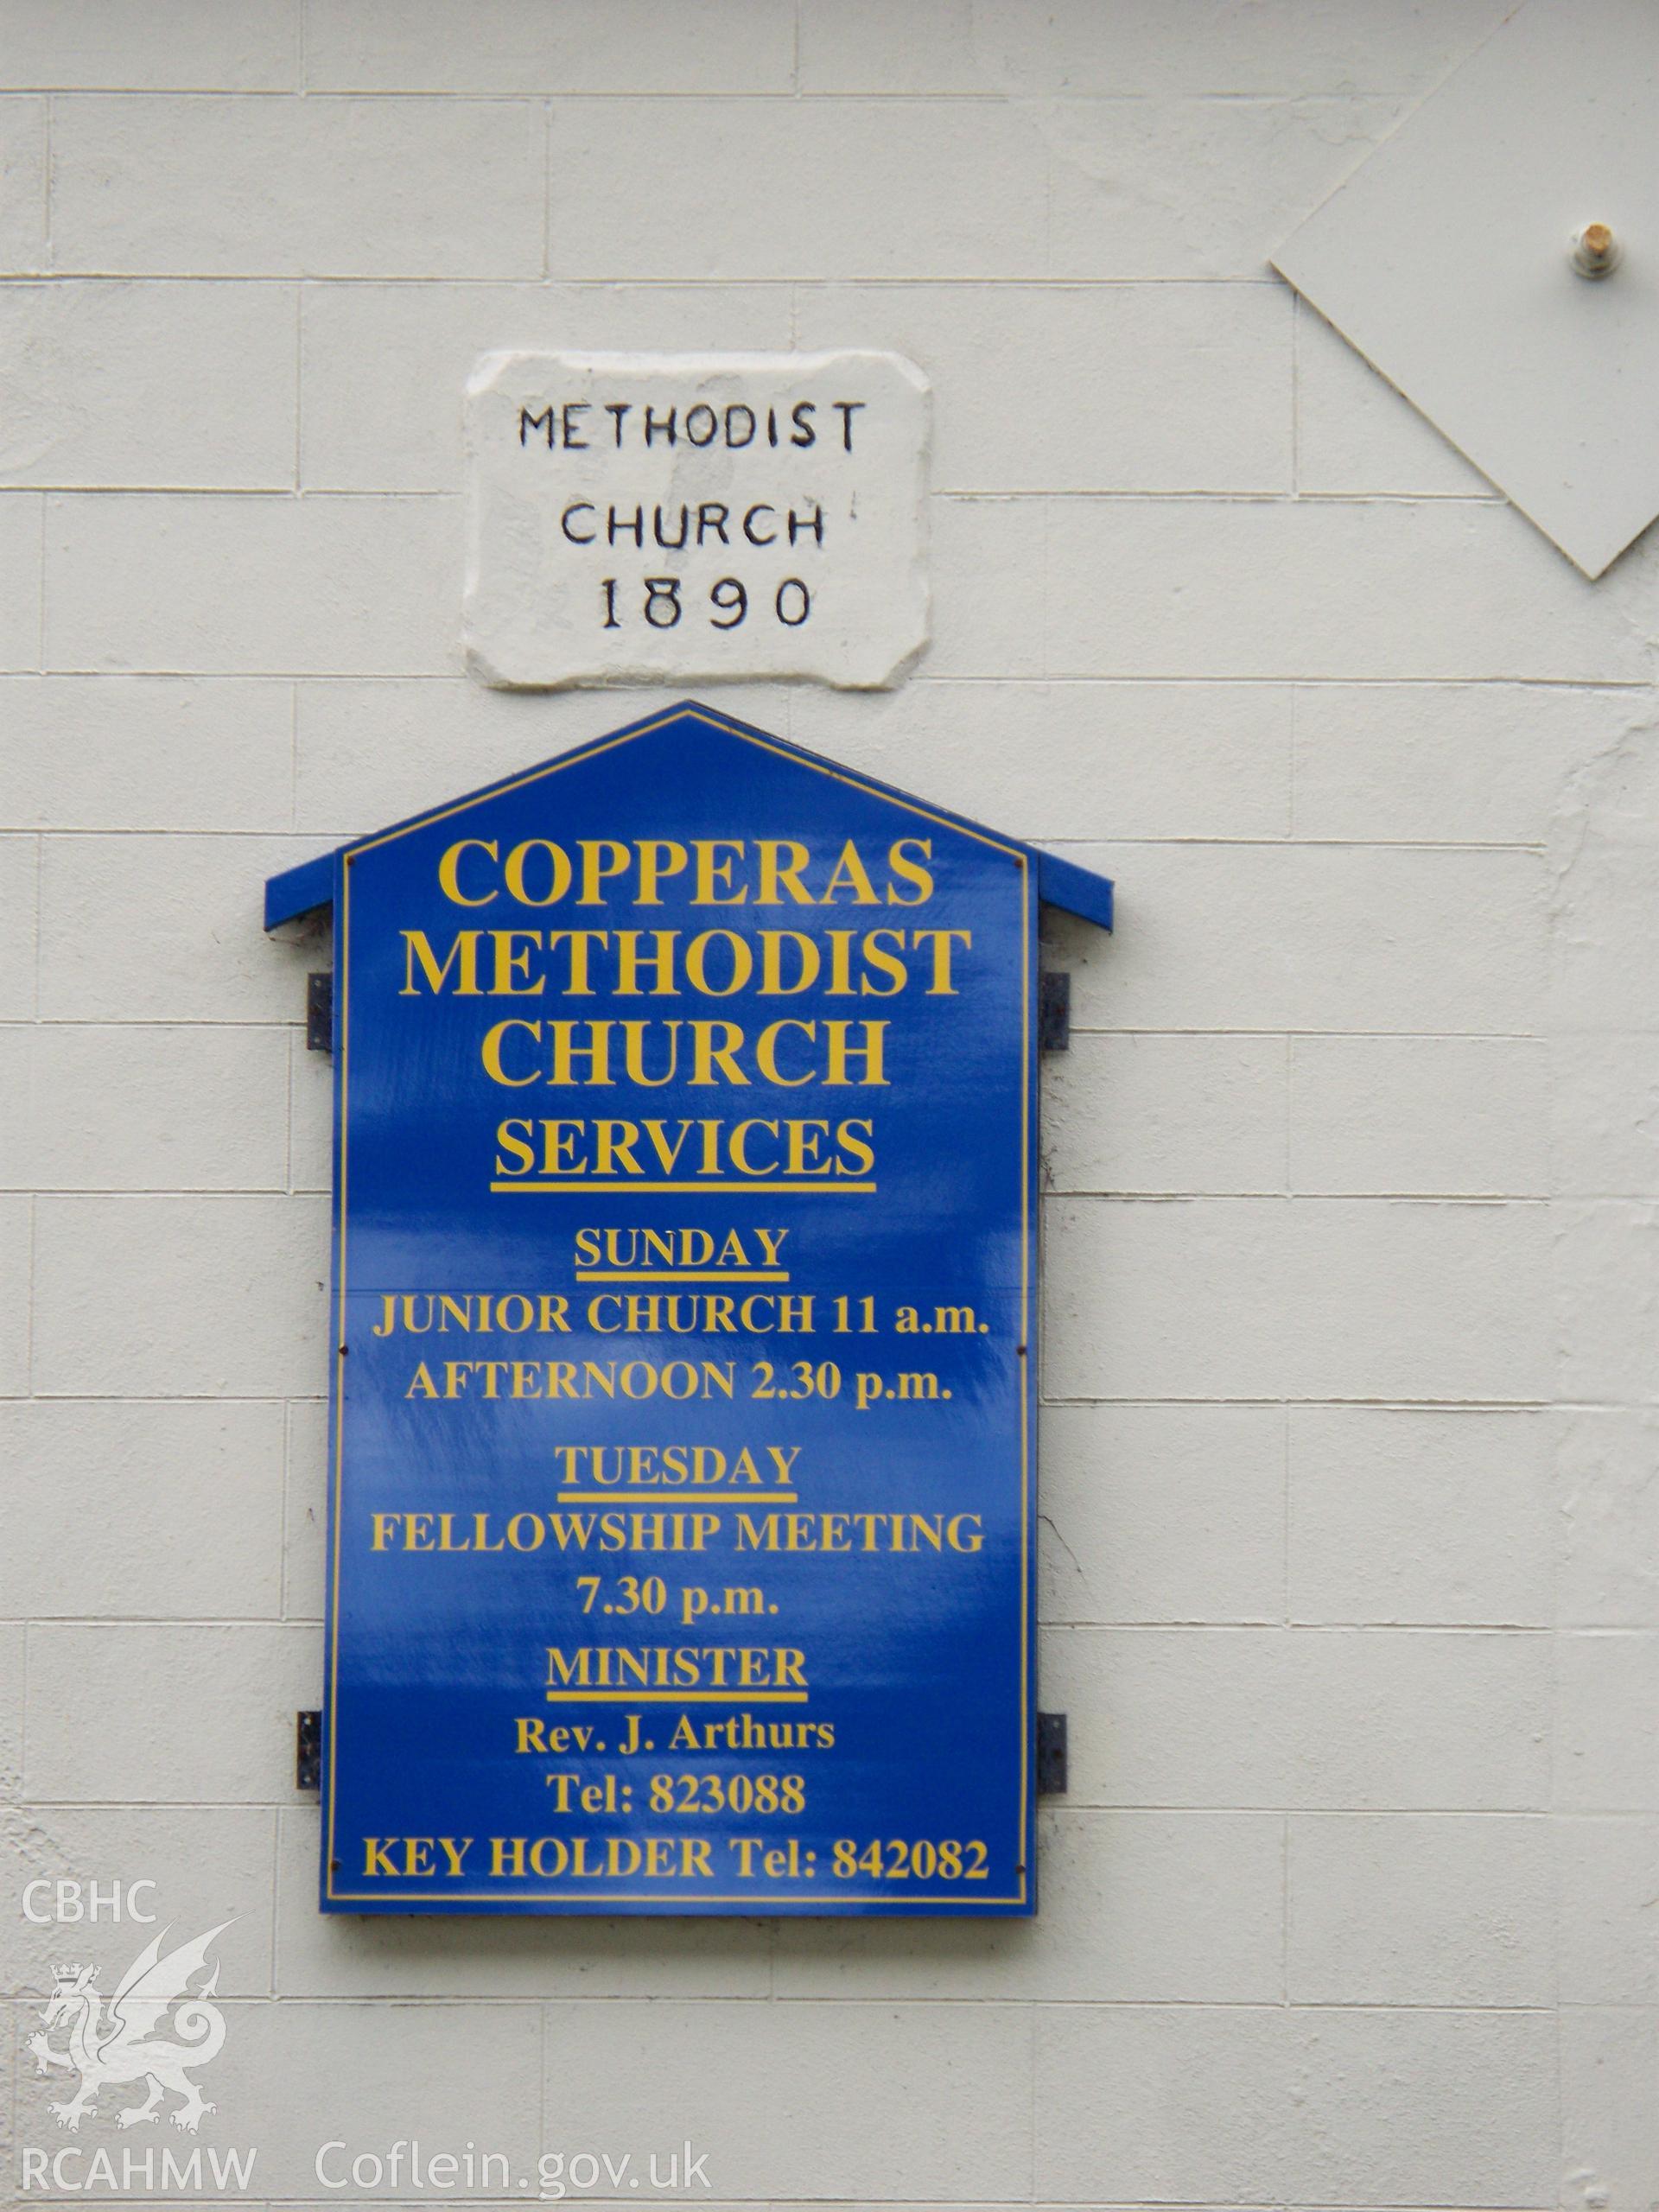 METHODIST
CHURCH
1890
COPPERAS
METHODIST
CHURCH
SERVICES
SUNDAY
JUNIOR CHURCH 11 a.m.
AFTERNOON 2.30 p.m.
TUESDAY
FELLOWSHIP MEETING
7.30 p.m.
MINISTER
Rev. J. Arthurs
Tel: 823088
KEY HOLDER Tel: 842082
CBHC
RCAHMW Coflein.gov.uk